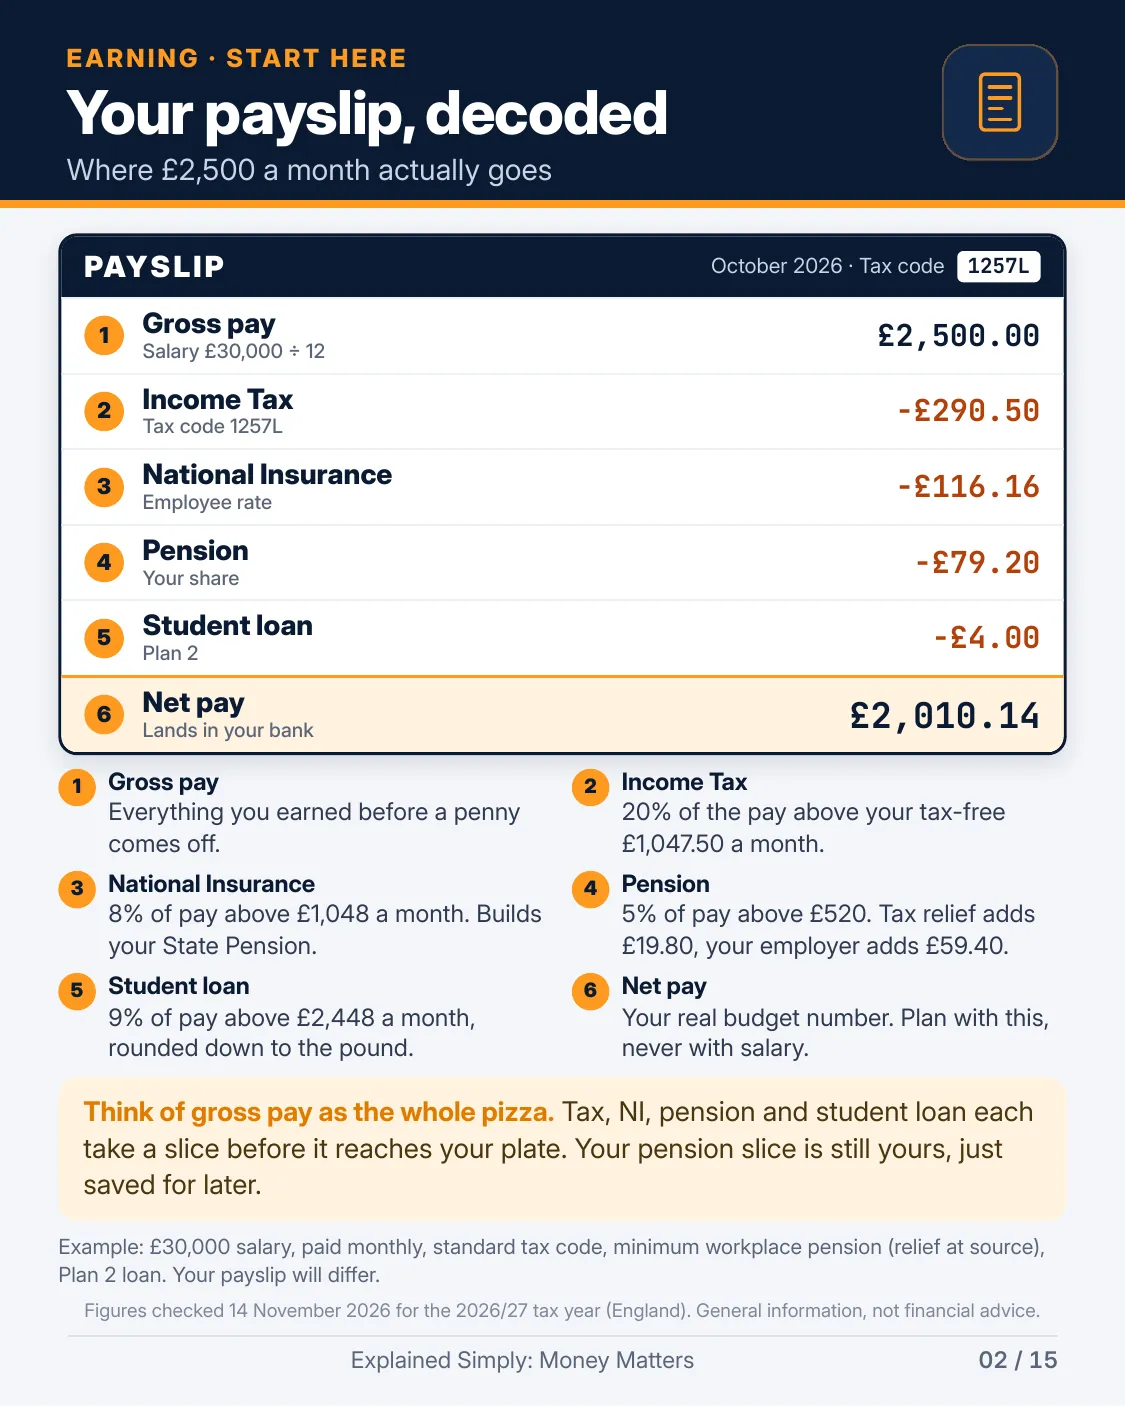 EARNING · START HERE
Your payslip, decoded
Where £2,500 a month actually goes
PAYSLIP
October 2026 · Tax code 1257L
1 Gross pay £2,500.00
Salary £30,000 ÷ 12
2 Income Tax -£290.50
Tax code 1257L
3 National Insurance -£116.16
Employee rate
4 Pension -£79.20
Your share
5 Student loan -£4.00
Plan 2
6 Net pay £2,010.14
Lands in your bank
1 Gross pay
Everything you earned before a penny
comes off.
2 Income Tax
20% of the pay above your tax-free
£1,047.50 a month.
3 National Insurance
8% of pay above £1,048 a month. Builds
your State Pension.
4 Pension
5% of pay above £520. Tax relief adds
£19.80, your employer adds £59.40.
5 Student loan
9% of pay above £2,448 a month,
rounded down to the pound.
6 Net pay
Your real budget number. Plan with this,
never with salary.
Think of gross pay as the whole pizza. Tax, NI, pension and student loan each
take a slice before it reaches your plate. Your pension slice is still yours, just
saved for later.
Example: £30,000 salary, paid monthly, standard tax code, minimum workplace pension (relief at source),
Plan 2 loan. Your payslip will differ.
Figures checked 14 November 2026 for the 2026/27 tax year (England). General information, not financial advice.
Explained Simply: Money Matters
02 / 15